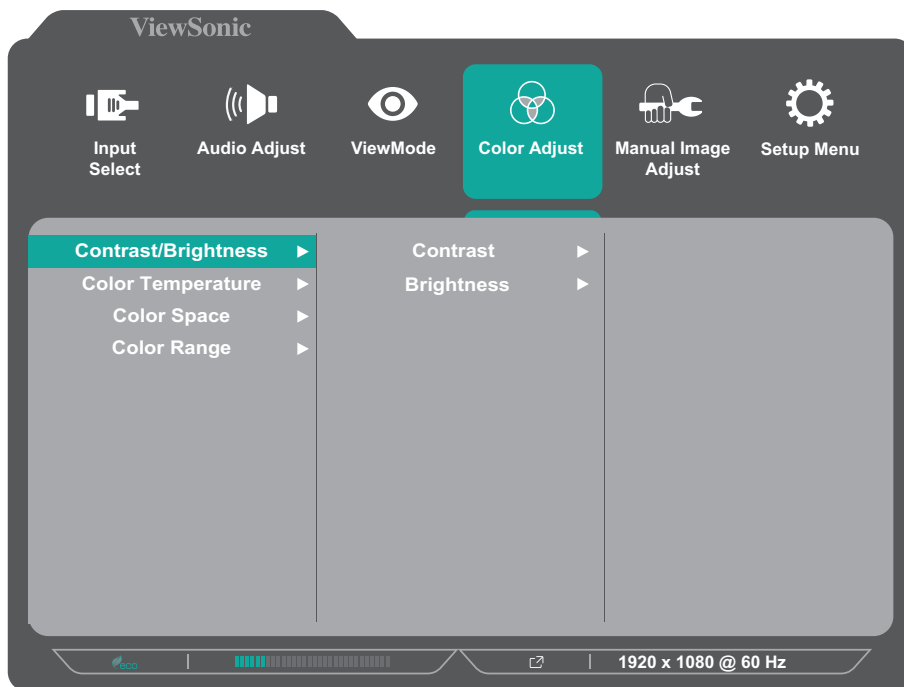 ViewSonic
Input Select
Audio Adjust
ViewMode
Color Adjust
Manual Image Adjust
Setup Menu
Contrast/Brightness
Color Temperature
Color Space
Color Range
Contrast
Brightness
eco
1920 x 1080 @ 60 Hz